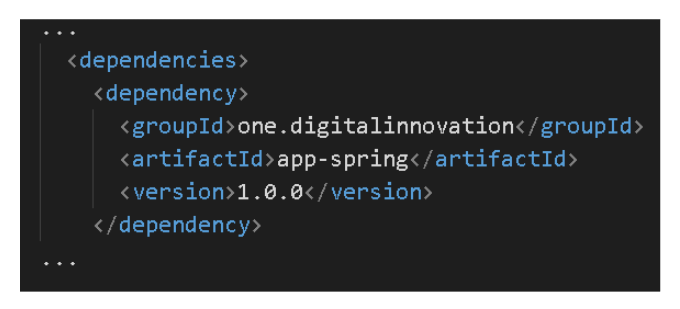 ...
<dependencies>
<dependency>
<groupId>one.digitalinnovation</groupId>
<artifactId>app-spring</artifactId>
<version>1.0.0</version>
</dependency>
...